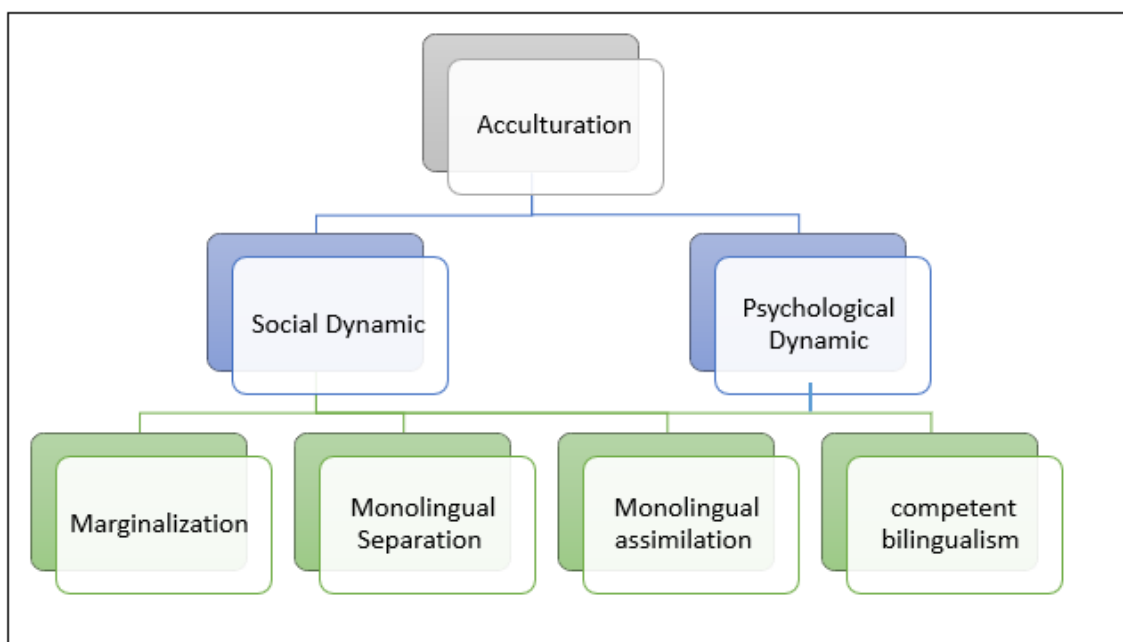 Acculturation
Social Dynamic
Psychological
Dynamic
Marginalization
Monolingual
Separation
Monolingual
assimilation
competent
bilingualism